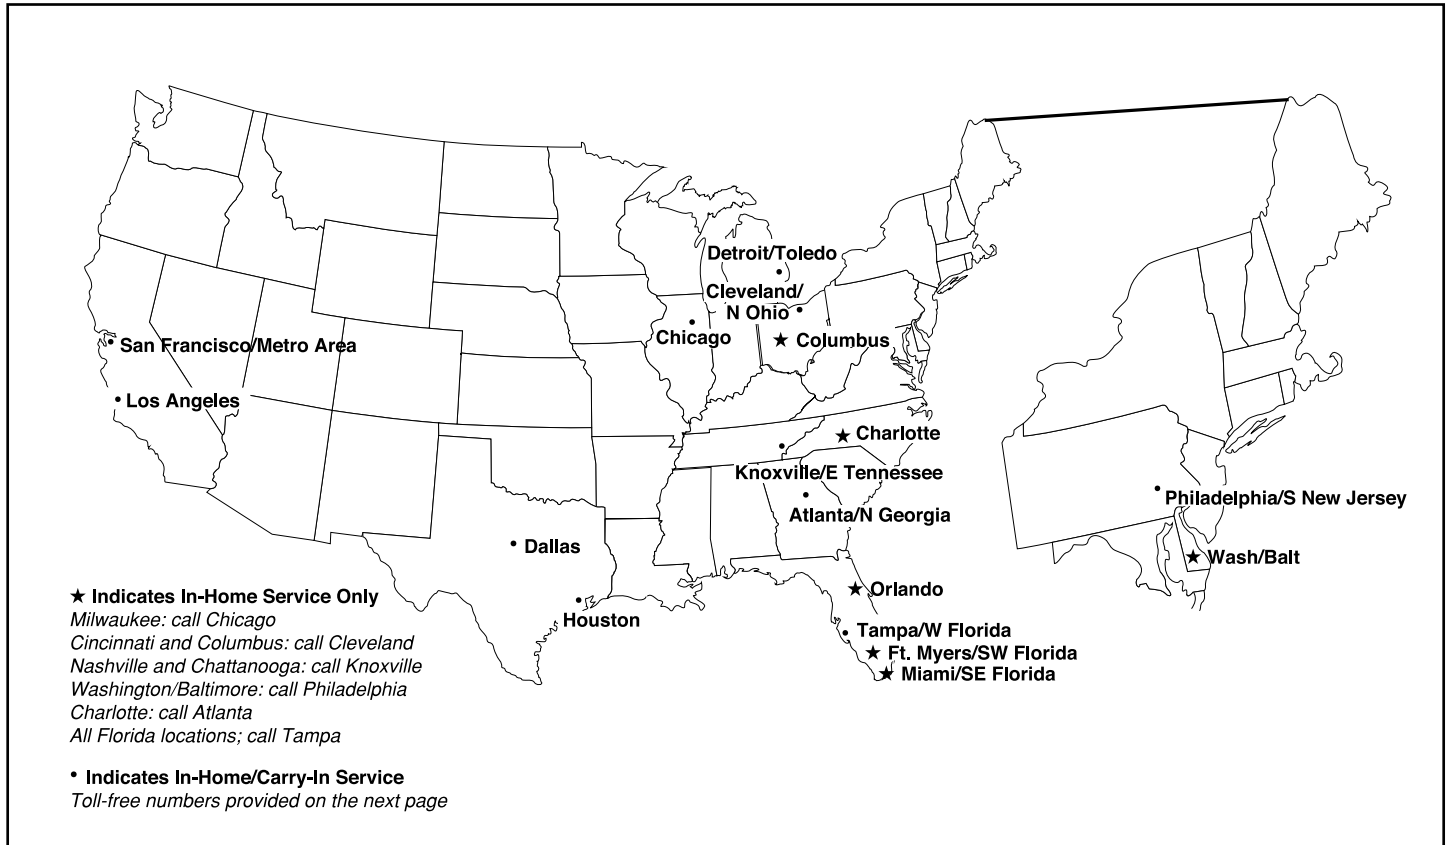 Detroit/Toledo
Cleveland/
N Ohio
Chicago
★ Columbus
San Francisco/Metro Area
Los Angeles
★ Charlotte
Knoxville/E Tennessee
Atlanta/N Georgia
Philadelphia/S New Jersey
Dallas
★ Wash/Balt
★ Orlando
Houston
Tampa/W Florida
★ Ft. Myers/SW Florida
★ Miami/SE Florida
★ Indicates In-Home Service Only
Milwaukee: call Chicago
Cincinnati and Columbus: call Cleveland
Nashville and Chattanooga: call Knoxville
Washington/Baltimore: call Philadelphia
Charlotte: call Atlanta
All Florida locations; call Tampa
• Indicates In-Home/Carry-In Service
Toll-free numbers provided on the next page